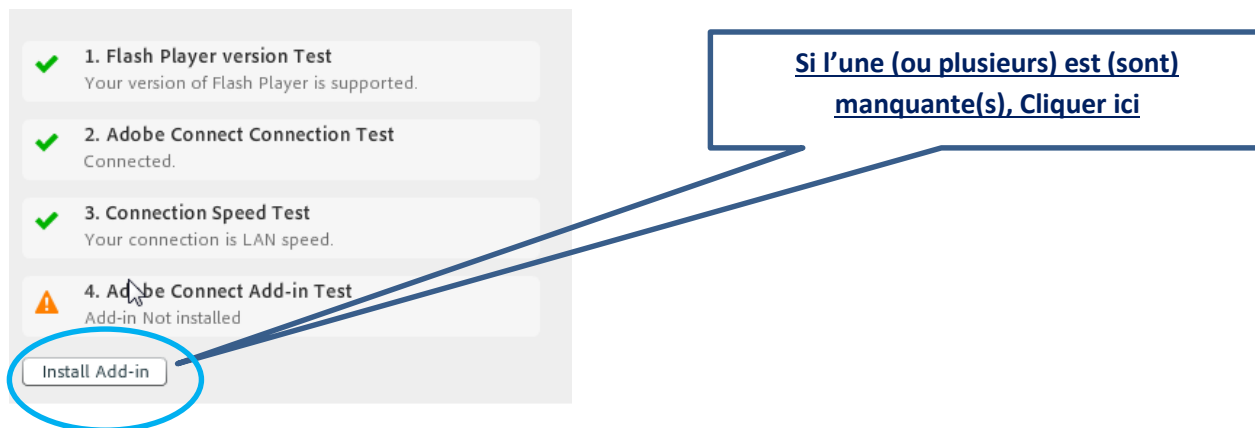 1. Flash Player version Test
Your version of Flash Player is supported.
2. Adobe Connect Connection Test
Connected.
3. Connection Speed Test
Your connection is LAN speed.
4. Adobe Connect Add-in Test
Add-in Not installed
Install Add-in
Si l’une (ou plusieurs) est (sont)
manquante(s), Cliquer ici